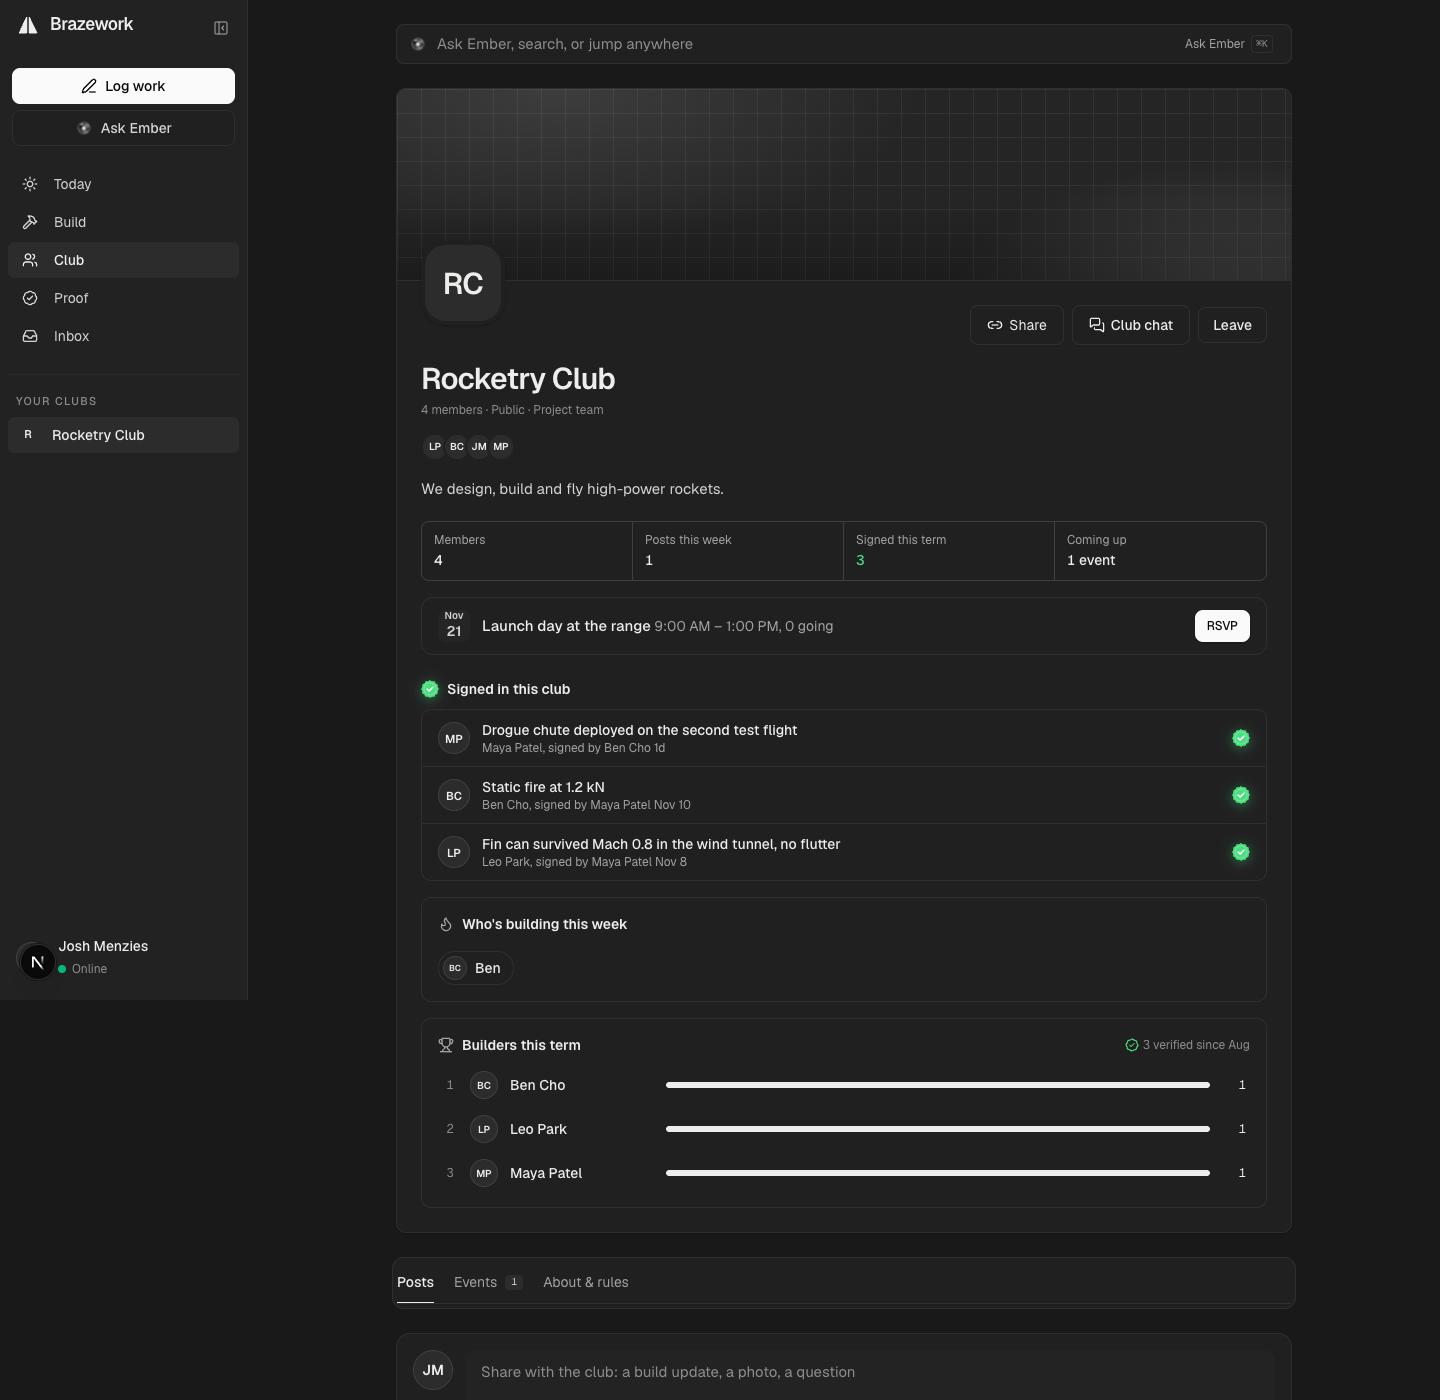 Brazework
Log work
Ask Ember
Today
Build
Club
Proof
Inbox
YOUR CLUBS
R Rocketry Club
Josh Menzies
N
Online
Ask Ember, search, or jump anywhere
Ask Ember ⌘K
RC
Share
Club chat
Leave
Rocketry Club
4 members · Public · Project team
LP BC JM MP
We design, build and fly high-power rockets.
Members
4
Posts this week
1
Signed this term
3
Coming up
1 event
Nov
21
Launch day at the range 9:00 AM – 1:00 PM, 0 going
RSVP
Signed in this club
MP
Drogue chute deployed on the second test flight
Maya Patel, signed by Ben Cho 1d
BC
Static fire at 1.2 kN
Ben Cho, signed by Maya Patel Nov 10
LP
Fin can survived Mach 0.8 in the wind tunnel, no flutter
Leo Park, signed by Maya Patel Nov 8
Who's building this week
BC Ben
Builders this term
3 verified since Aug
1 BC Ben Cho 1
2 LP Leo Park 1
3 MP Maya Patel 1
Posts Events 1 About & rules
JM
Share with the club: a build update, a photo, a question